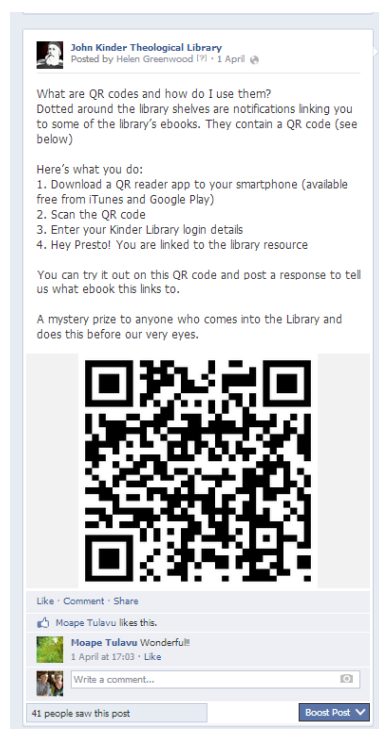 John Kinder Theological Library
Posted by Helen Greenwood [?] · 1 April
What are QR codes and how do I use them?
Dotted around the library shelves are notifications linking you
to some of the library's ebooks. They contain a QR code (see
below)
Here's what you do:
1. Download a QR reader app to your smartphone (available
free from iTunes and Google Play)
2. Scan the QR code
3. Enter your Kinder Library login details
4. Hey Presto! You are linked to the library resource
You can try it out on this QR code and post a response to tell
us what ebook this links to.
A mystery prize to anyone who comes into the Library and
does this before our very eyes.
Like · Comment · Share
Moape Tulavu likes this.
Moape Tulavu Wonderful!!
1 April at 17:03 · Like
Write a comment...
41 people saw this post
Boost Post